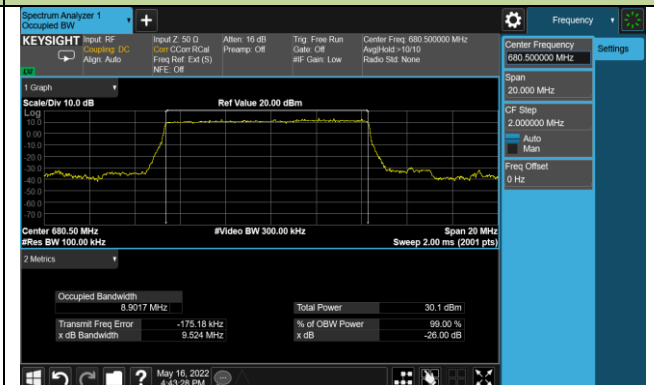 Spectrum Analyzer 1
Occupied BW
Frequency
KEYSIGHT
Input: RF
Coupling: DC
Align: Auto
Input Z: 50 Ω
Corr CCorr RCal
Freq Ref: Ext (S)
NFE: Off
Atten: 16 dB
Preamp: Off
Trig: Free Run
Gate: Off
#IF Gain: Low
Center Freq: 680.500000 MHz
Avg|Hold:>10/10
Radio Std: None
LU
Center Frequency
680.500000 MHz
Settings
Span
20.000 MHz
CF Step
2.000000 MHz
Auto
Man
Freq Offset
0 Hz
1 Graph
Scale/Div 10.0 dB
Ref Value 20.00 dBm
Log
10.0
0.00
-10.0
-20.0
-30.0
-40.0
-50.0
-60.0
-70.0
Center 680.50 MHz
#Video BW 300.00 kHz
Span 20 MHz
#Res BW 100.00 kHz
Sweep 2.00 ms (2001 pts)
2 Metrics
Occupied Bandwidth
8.9017 MHz
Total Power
30.1 dBm
Transmit Freq Error
-175.18 kHz
% of OBW Power
99.00 %
x dB Bandwidth
9.524 MHz
x dB
-26.00 dB
?
May 16, 2022
4:43:28 PM